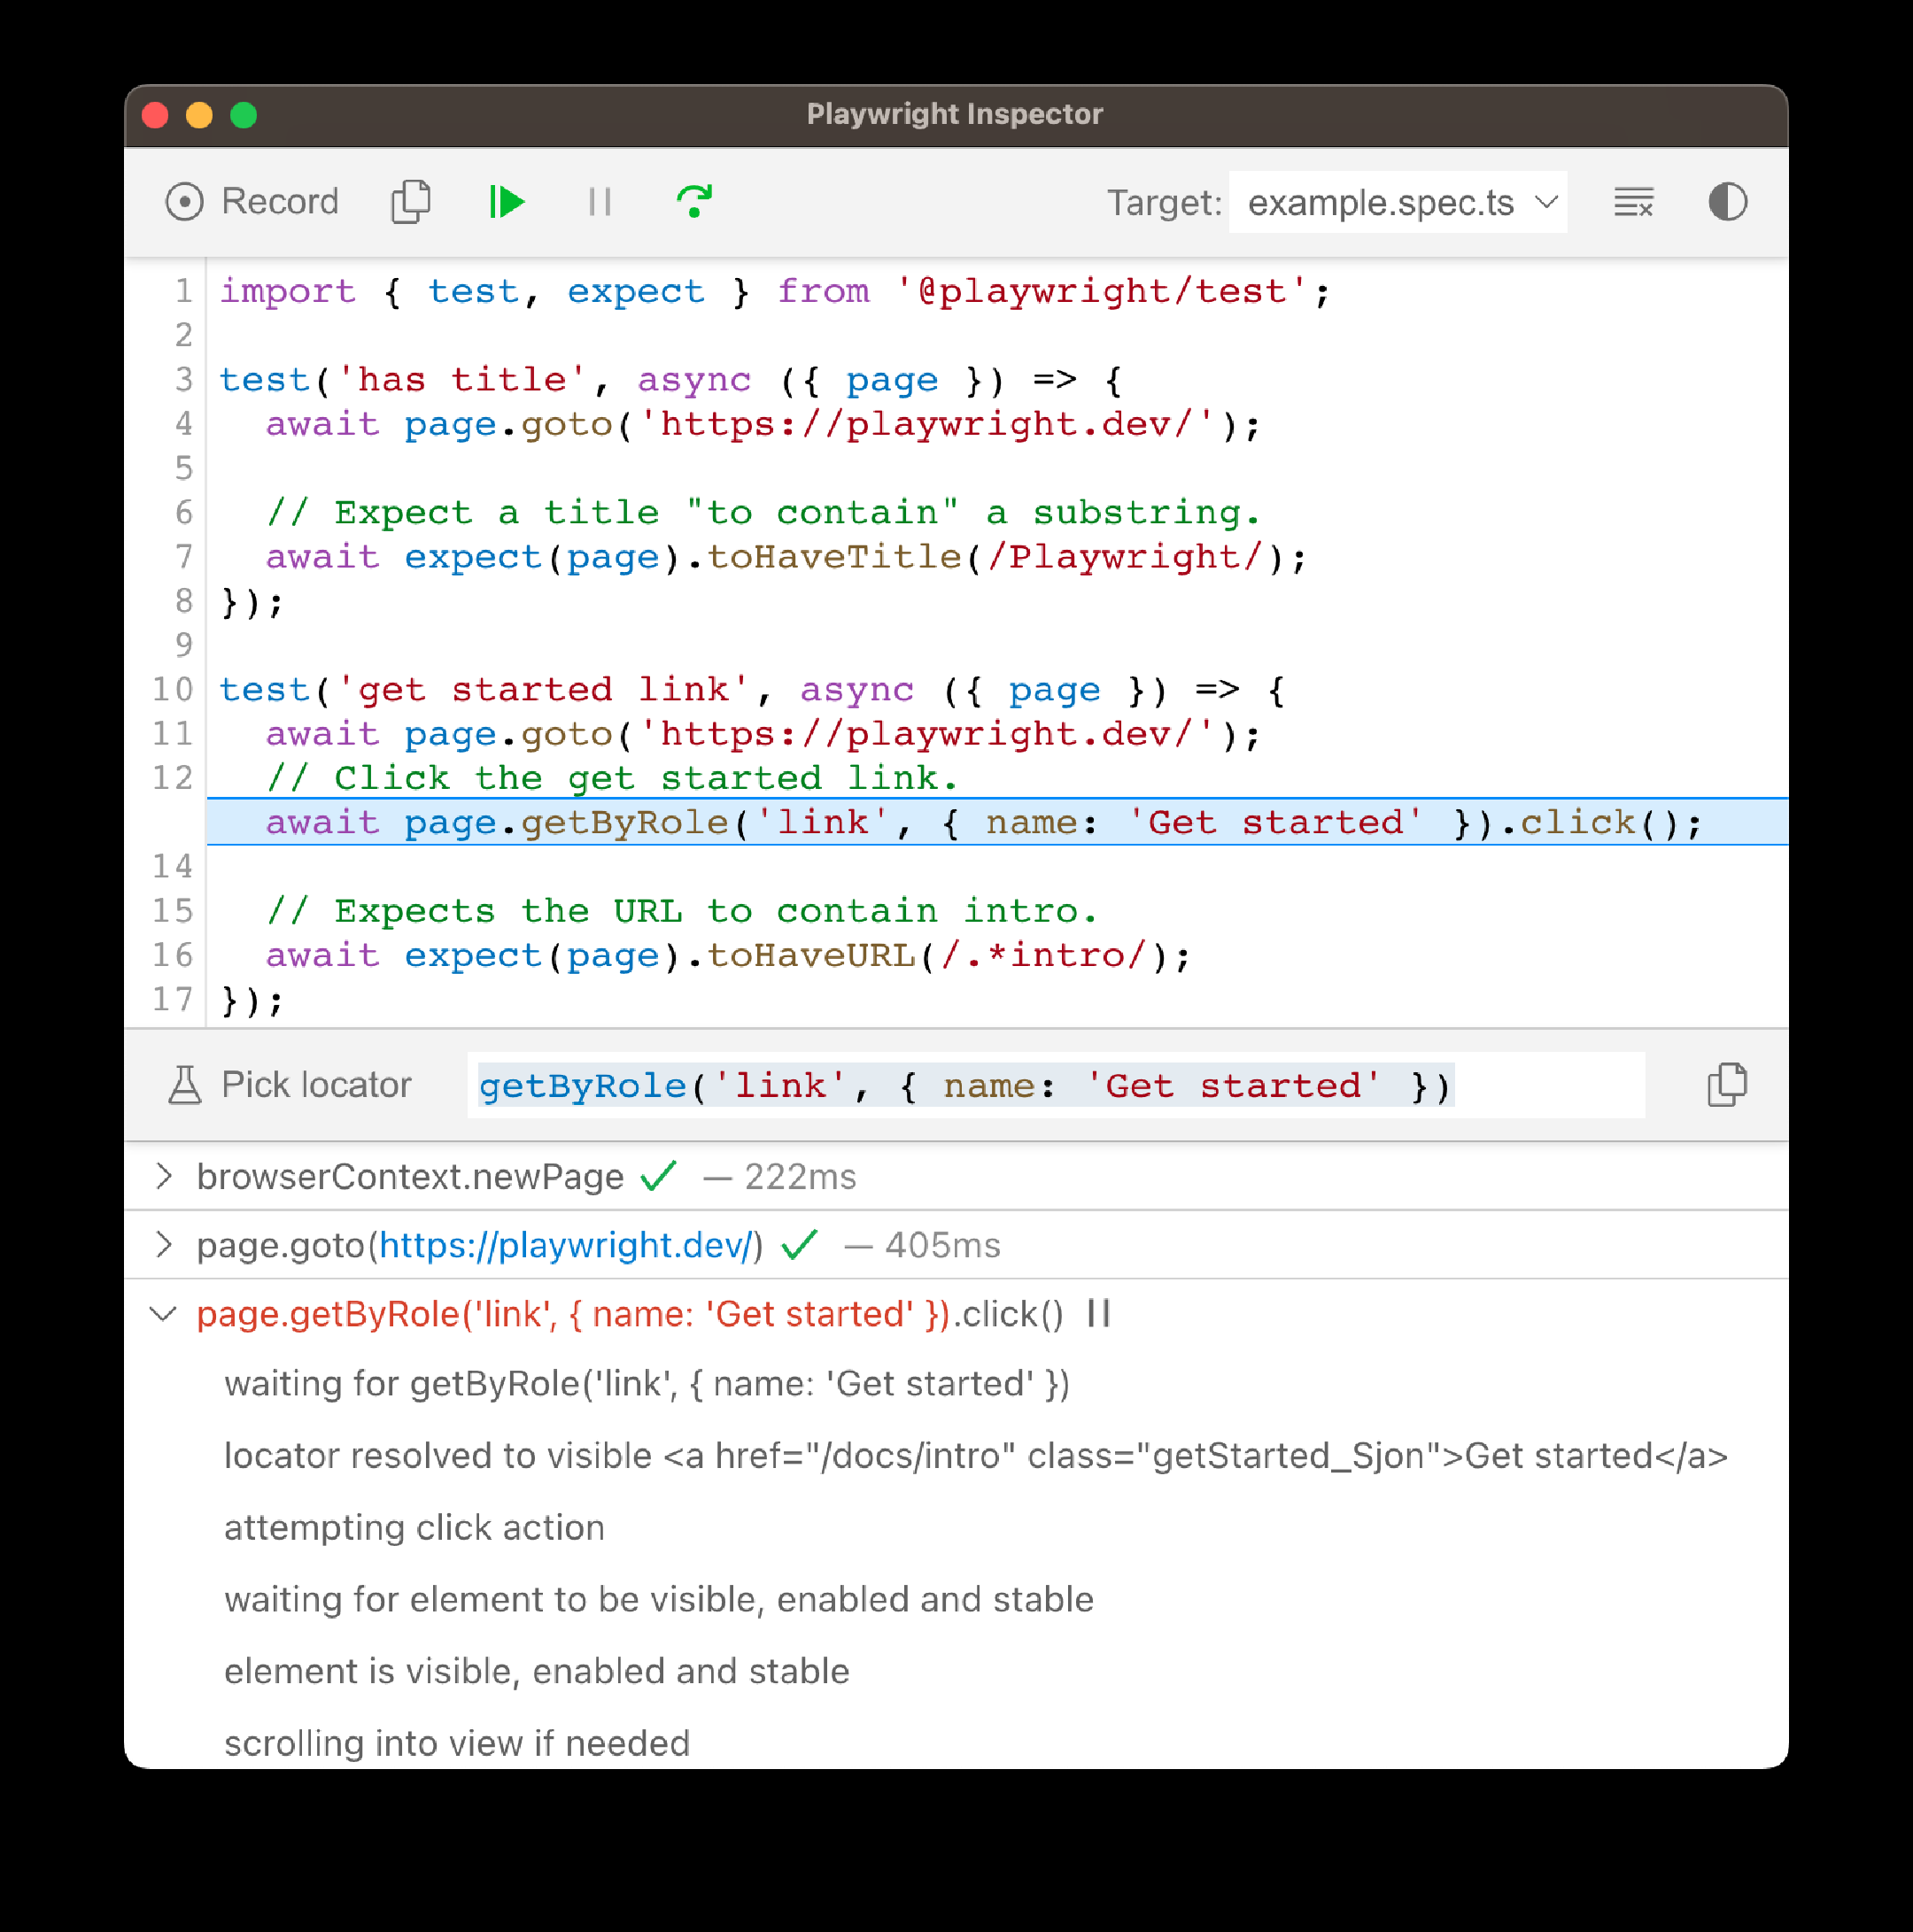 Playwright Inspector
Record Target: example.spec.ts
1 import { test, expect } from '@playwright/test';
2
3 test('has title', async ({ page }) => {
4   await page.goto('https://playwright.dev/');
5
6   // Expect a title "to contain" a substring.
7   await expect(page).toHaveTitle(/Playwright/);
8 });
9
10 test('get started link', async ({ page }) => {
11   await page.goto('https://playwright.dev/');
12   // Click the get started link.
  await page.getByRole('link', { name: 'Get started' }).click();
14
15   // Expects the URL to contain intro.
16   await expect(page).toHaveURL(/.*intro/);
17 });
Pick locator getByRole('link', { name: 'Get started' })
browserContext.newPage ✓ — 222ms
page.goto(https://playwright.dev/) ✓ — 405ms
page.getByRole('link', { name: 'Get started' }).click()
waiting for getByRole('link', { name: 'Get started' })
locator resolved to visible <a href="/docs/intro" class="getStarted_Sjon">Get started</a>
attempting click action
waiting for element to be visible, enabled and stable
element is visible, enabled and stable
scrolling into view if needed